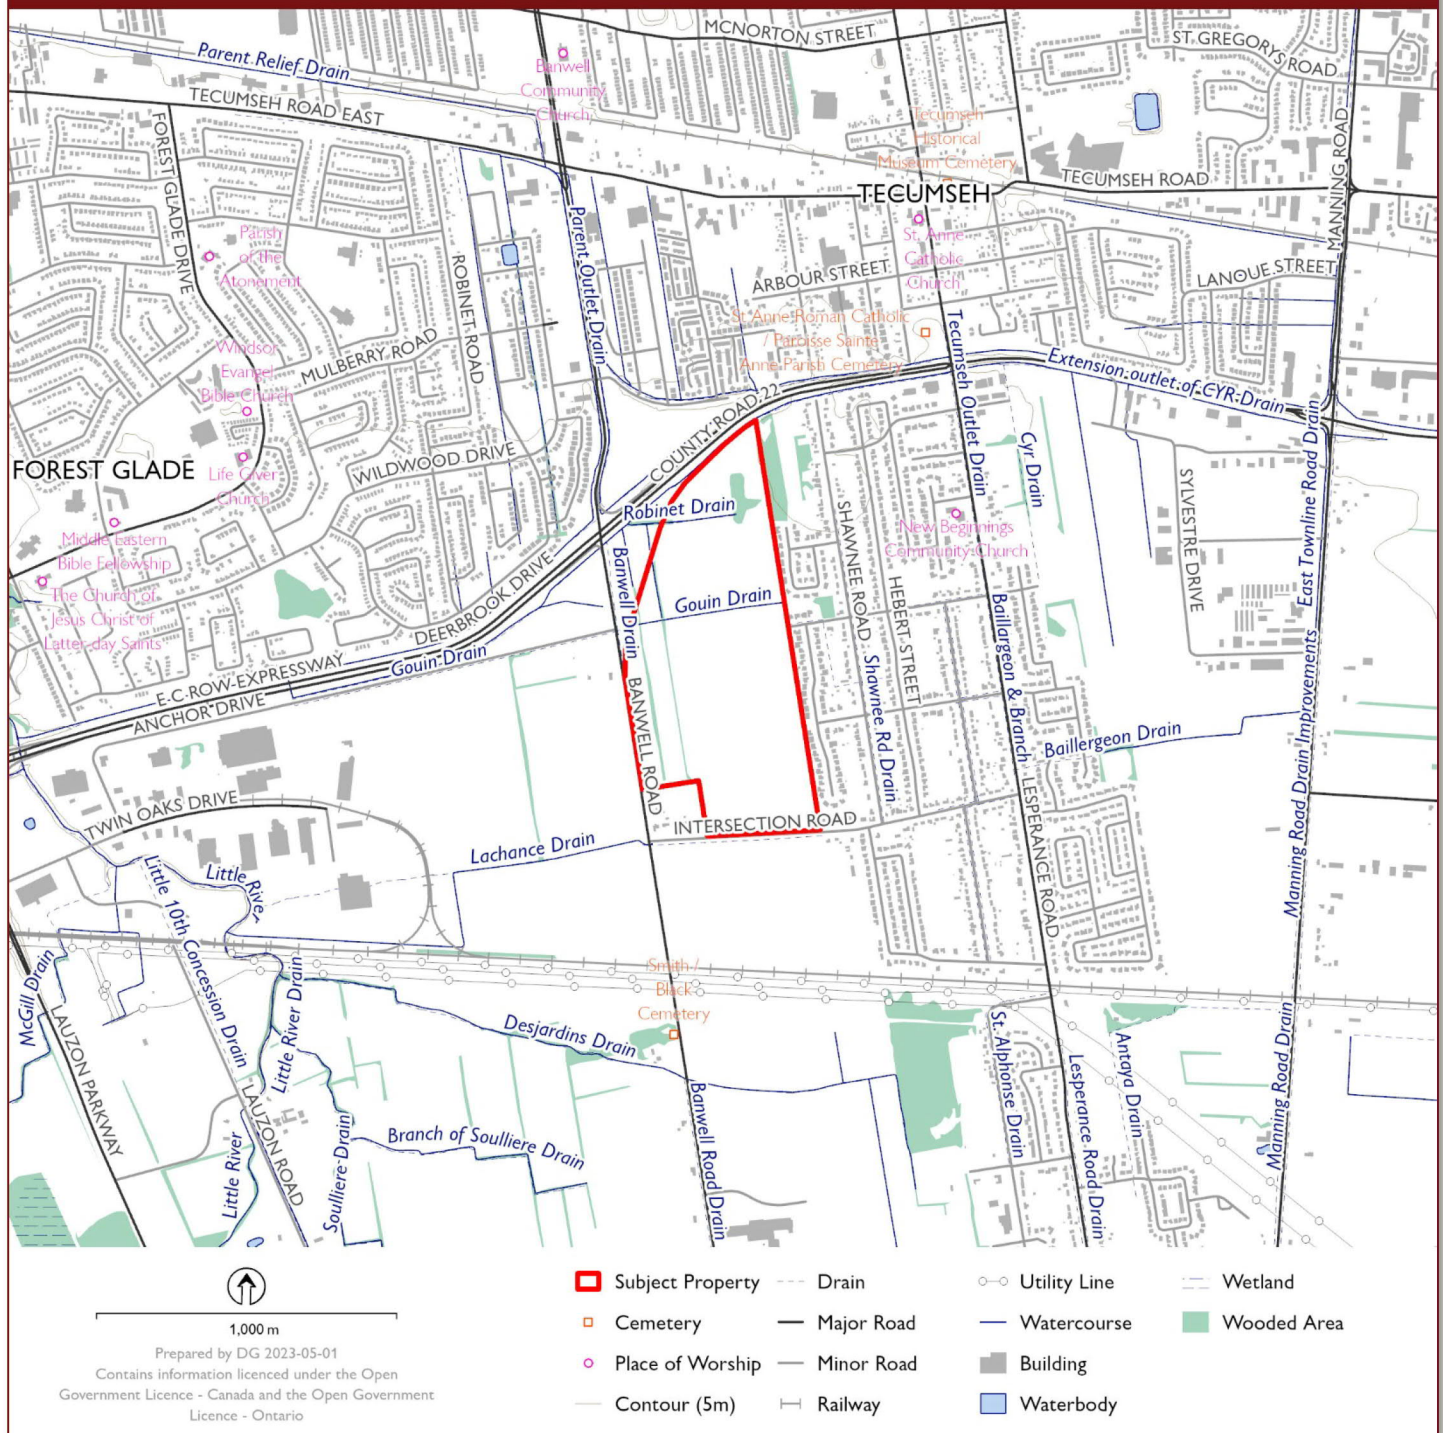 MCNORTON STREET
ST. GREGORYS ROAD
Parent Relief Drain
Banwell
Community
Church
TECUMSEH ROAD EAST
FOREST GLADE DRIVE
Tecumseh
Historical
Museum Cemetery
TECUMSEH ROAD
MANNING ROAD
TECUMSEH
Parent Outlet Drain
Parish
of the
Atonement
ROBINET ROAD
St. Anne
Catholic
Church
ARBOUR STREET
LANOUE STREET
St Anne Roman Catholic
/ Paroisse Sainte
Anne Parish Cemetery
Tecumseh Outlet Drain
Windsor
Evangel
Bible Church
MULBERRY ROAD
Extension outlet of CYR Drain
COUNTY ROAD 22
FOREST GLADE
Life Giver
Church
WILDWOOD DRIVE
Cyr Drain
SYLVESTRE DRIVE
East Townline Road Drain
Robinet Drain
SHAWNEE ROAD
New Beginnings
Community Church
Middle Eastern
Bible Fellowship
The Church of
Jesus Christ of
Latter-day Saints
DEERBROOK DRIVE
Banwell Drain
Gouin Drain
HEBERT STREET
Baillargeon & Branch
E-C-ROW-EXPRESSWAY
Gouin Drain
ANCHOR DRIVE
BANWELL ROAD
Shawnee Rd Drain
Baillergeon Drain
Manning Road Drain Improvements
TWIN OAKS DRIVE
INTERSECTION ROAD
LESPERANCE ROAD
Lachance Drain
Little River
Little 10th Concession Drain
McGill Drain
Little River Drain
Smith /
Black
Cemetery
Desjardins Drain
LAUZON PARKWAY
LAUZON ROAD
Little River
Soulliere Drain
Branch of Soulliere Drain
Banwell Road Drain
St. Alphonse Drain
Lesperance Road Drain
Antaya Drain
Manning Road Drain
1,000 m
Prepared by DG 2023-05-01
Contains information licenced under the Open
Government Licence - Canada and the Open Government
Licence - Ontario
Subject Property
Drain
Utility Line
Wetland
Cemetery
Major Road
Watercourse
Wooded Area
Place of Worship
Minor Road
Building
Contour (5m)
Railway
Waterbody